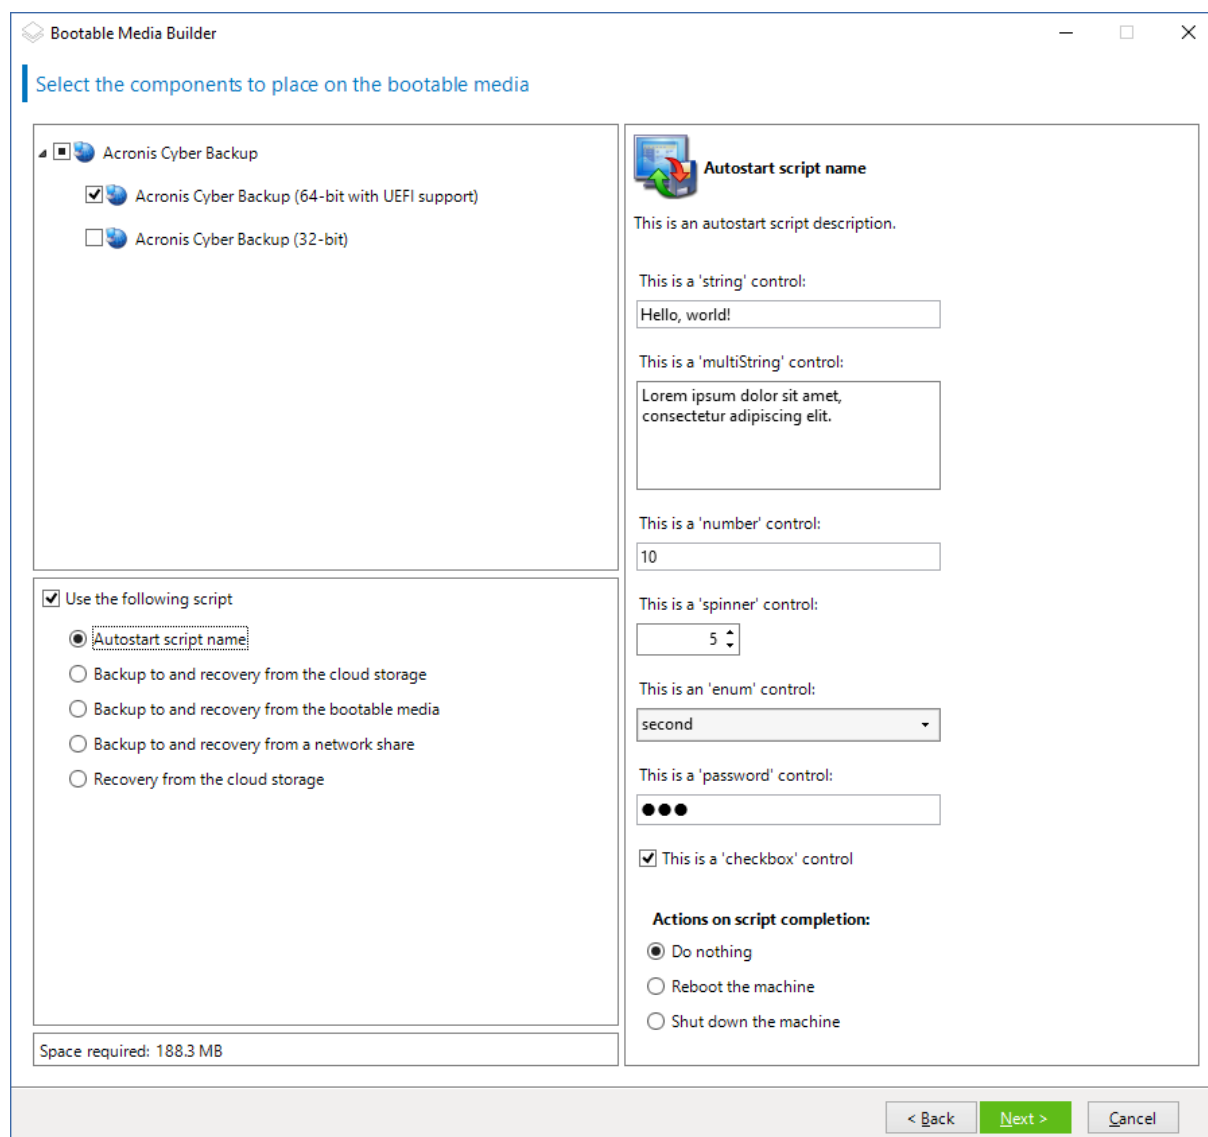 Bootable Media Builder
Select the components to place on the bootable media
Acronis Cyber Backup
Acronis Cyber Backup (64-bit with UEFI support)
Acronis Cyber Backup (32-bit)
Use the following script
Autostart script name
Backup to and recovery from the cloud storage
Backup to and recovery from the bootable media
Backup to and recovery from a network share
Recovery from the cloud storage
Space required: 188.3 MB
Autostart script name
This is an autostart script description.
This is a 'string' control:
Hello, world!
This is a 'multiString' control:
Lorem ipsum dolor sit amet,
consectetur adipiscing elit.
This is a 'number' control:
10
This is a 'spinner' control:
5
This is an 'enum' control:
second
This is a 'password' control:
●●●
This is a 'checkbox' control
Actions on script completion:
Do nothing
Reboot the machine
Shut down the machine
< Back
Next >
Cancel